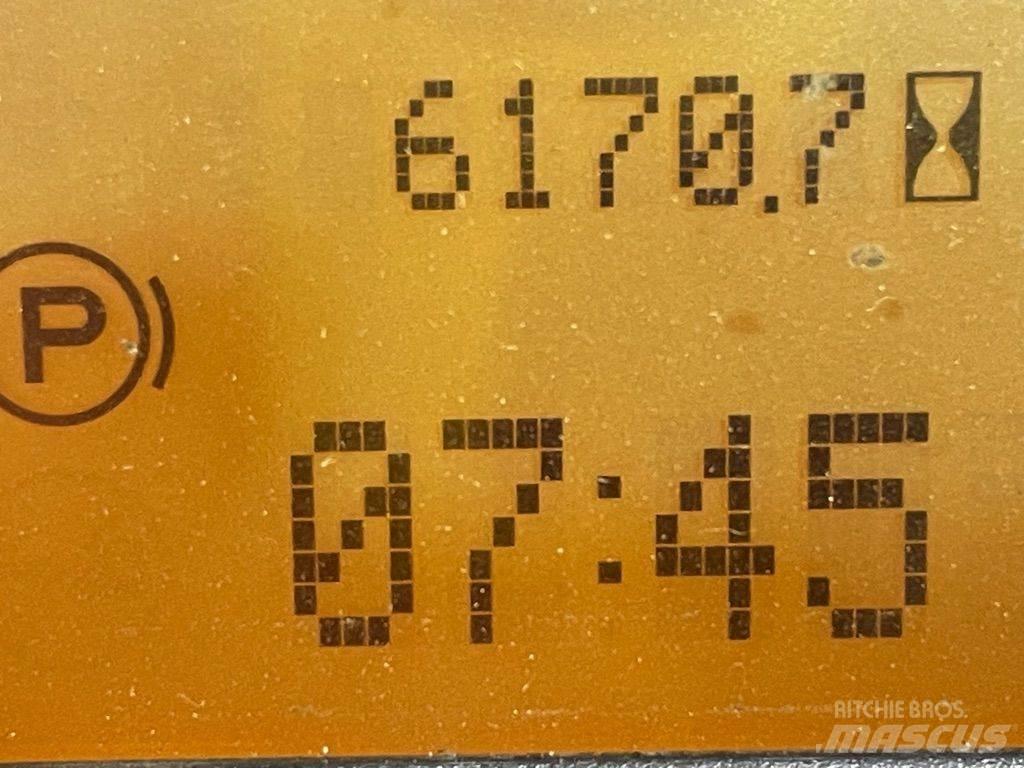 6170.7
P
07:45
RITCHIE BROS.
MASCUS